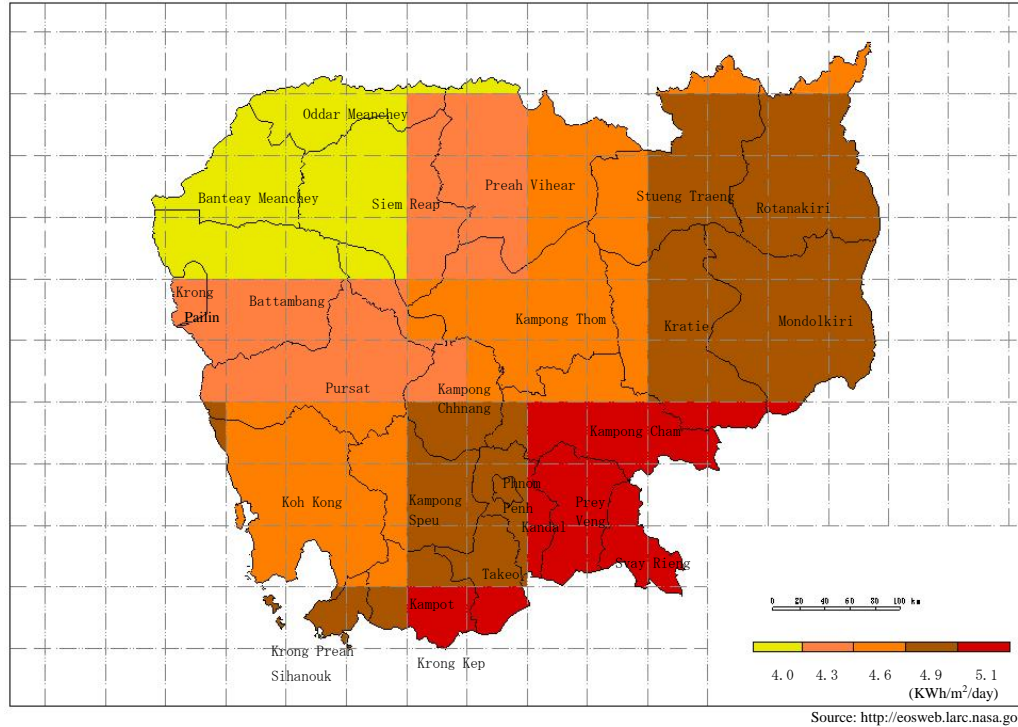 Oddar Meanchey
Banteay Meanchey
Siem Reap
Preah Vihear
Stueng Traeng
Rotanakiri
Krong
Pailin
Battambang
Kampong Thom
Kratie
Mondolkiri
Pursat
Kampong
Chhnang
Kampong Cham
Koh Kong
Kampong
Speu
Phnom
Penh
Kandal
Prey
Veng
Svay Rieng
Takeo
Kampot
Krong Preah
Sihanouk
Krong Kep
0 20 40 60 80 100 km
4.0 4.3 4.6 4.9 5.1
(KWh/m²/day)
Source: http://eosweb.larc.nasa.go